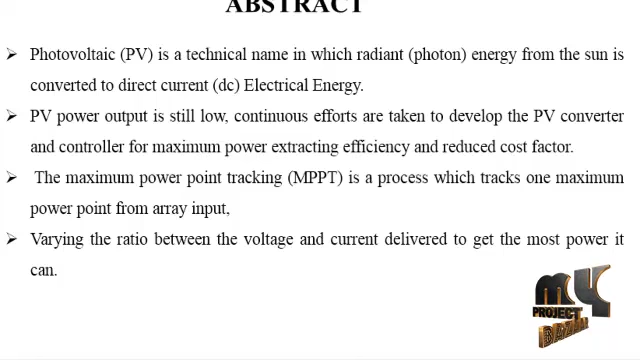 ABSTRACT
➢ Photovoltaic (PV) is a technical name in which radiant (photon) energy from the sun is
converted to direct current (dc) Electrical Energy.
➢ PV power output is still low, continuous efforts are taken to develop the PV converter
and controller for maximum power extracting efficiency and reduced cost factor.
➢ The maximum power point tracking (MPPT) is a process which tracks one maximum
power point from array input,
➢ Varying the ratio between the voltage and current delivered to get the most power it
can.
MY
PROJECT
BAZAAR